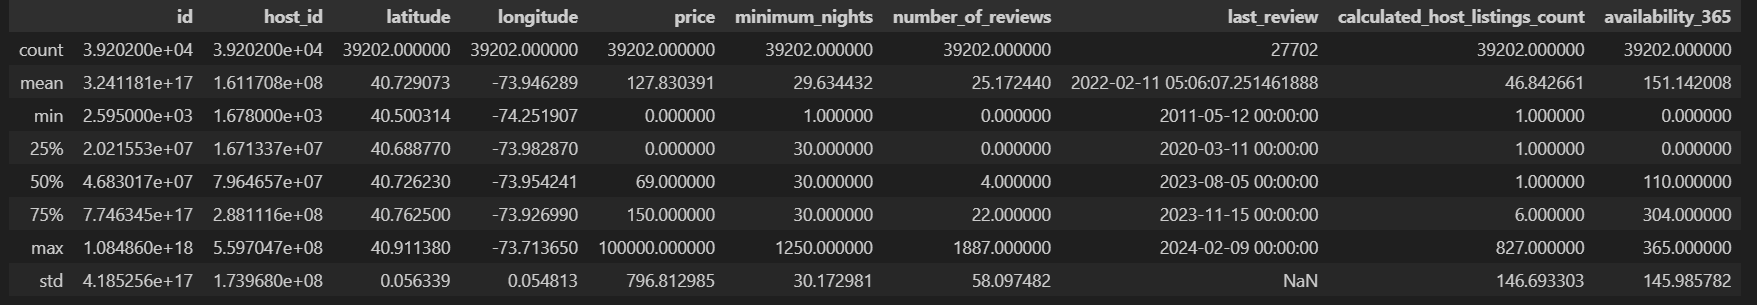 id host_id latitude longitude price minimum_nights number_of_reviews last_review calculated_host_listings_count availability_365
count 3.920200e+04 3.920200e+04 39202.000000 39202.000000 39202.000000 39202.000000 39202.000000 27702 39202.000000 39202.000000
mean 3.241181e+17 1.611708e+08 40.729073 -73.946289 127.830391 29.634432 25.172440 2022-02-11 05:06:07.251461888 46.842661 151.142008
min 2.595000e+03 1.678000e+03 40.500314 -74.251907 0.000000 1.000000 0.000000 2011-05-12 00:00:00 1.000000 0.000000
25% 2.021553e+07 1.671337e+07 40.688770 -73.982870 0.000000 30.000000 0.000000 2020-03-11 00:00:00 1.000000 0.000000
50% 4.683017e+07 7.964657e+07 40.726230 -73.954241 69.000000 30.000000 4.000000 2023-08-05 00:00:00 1.000000 110.000000
75% 7.746345e+17 2.881116e+08 40.762500 -73.926990 150.000000 30.000000 22.000000 2023-11-15 00:00:00 6.000000 304.000000
max 1.084860e+18 5.597047e+08 40.911380 -73.713650 100000.000000 1250.000000 1887.000000 2024-02-09 00:00:00 827.000000 365.000000
std 4.185256e+17 1.739680e+08 0.056339 0.054813 796.812985 30.172981 58.097482 NaN 146.693303 145.985782